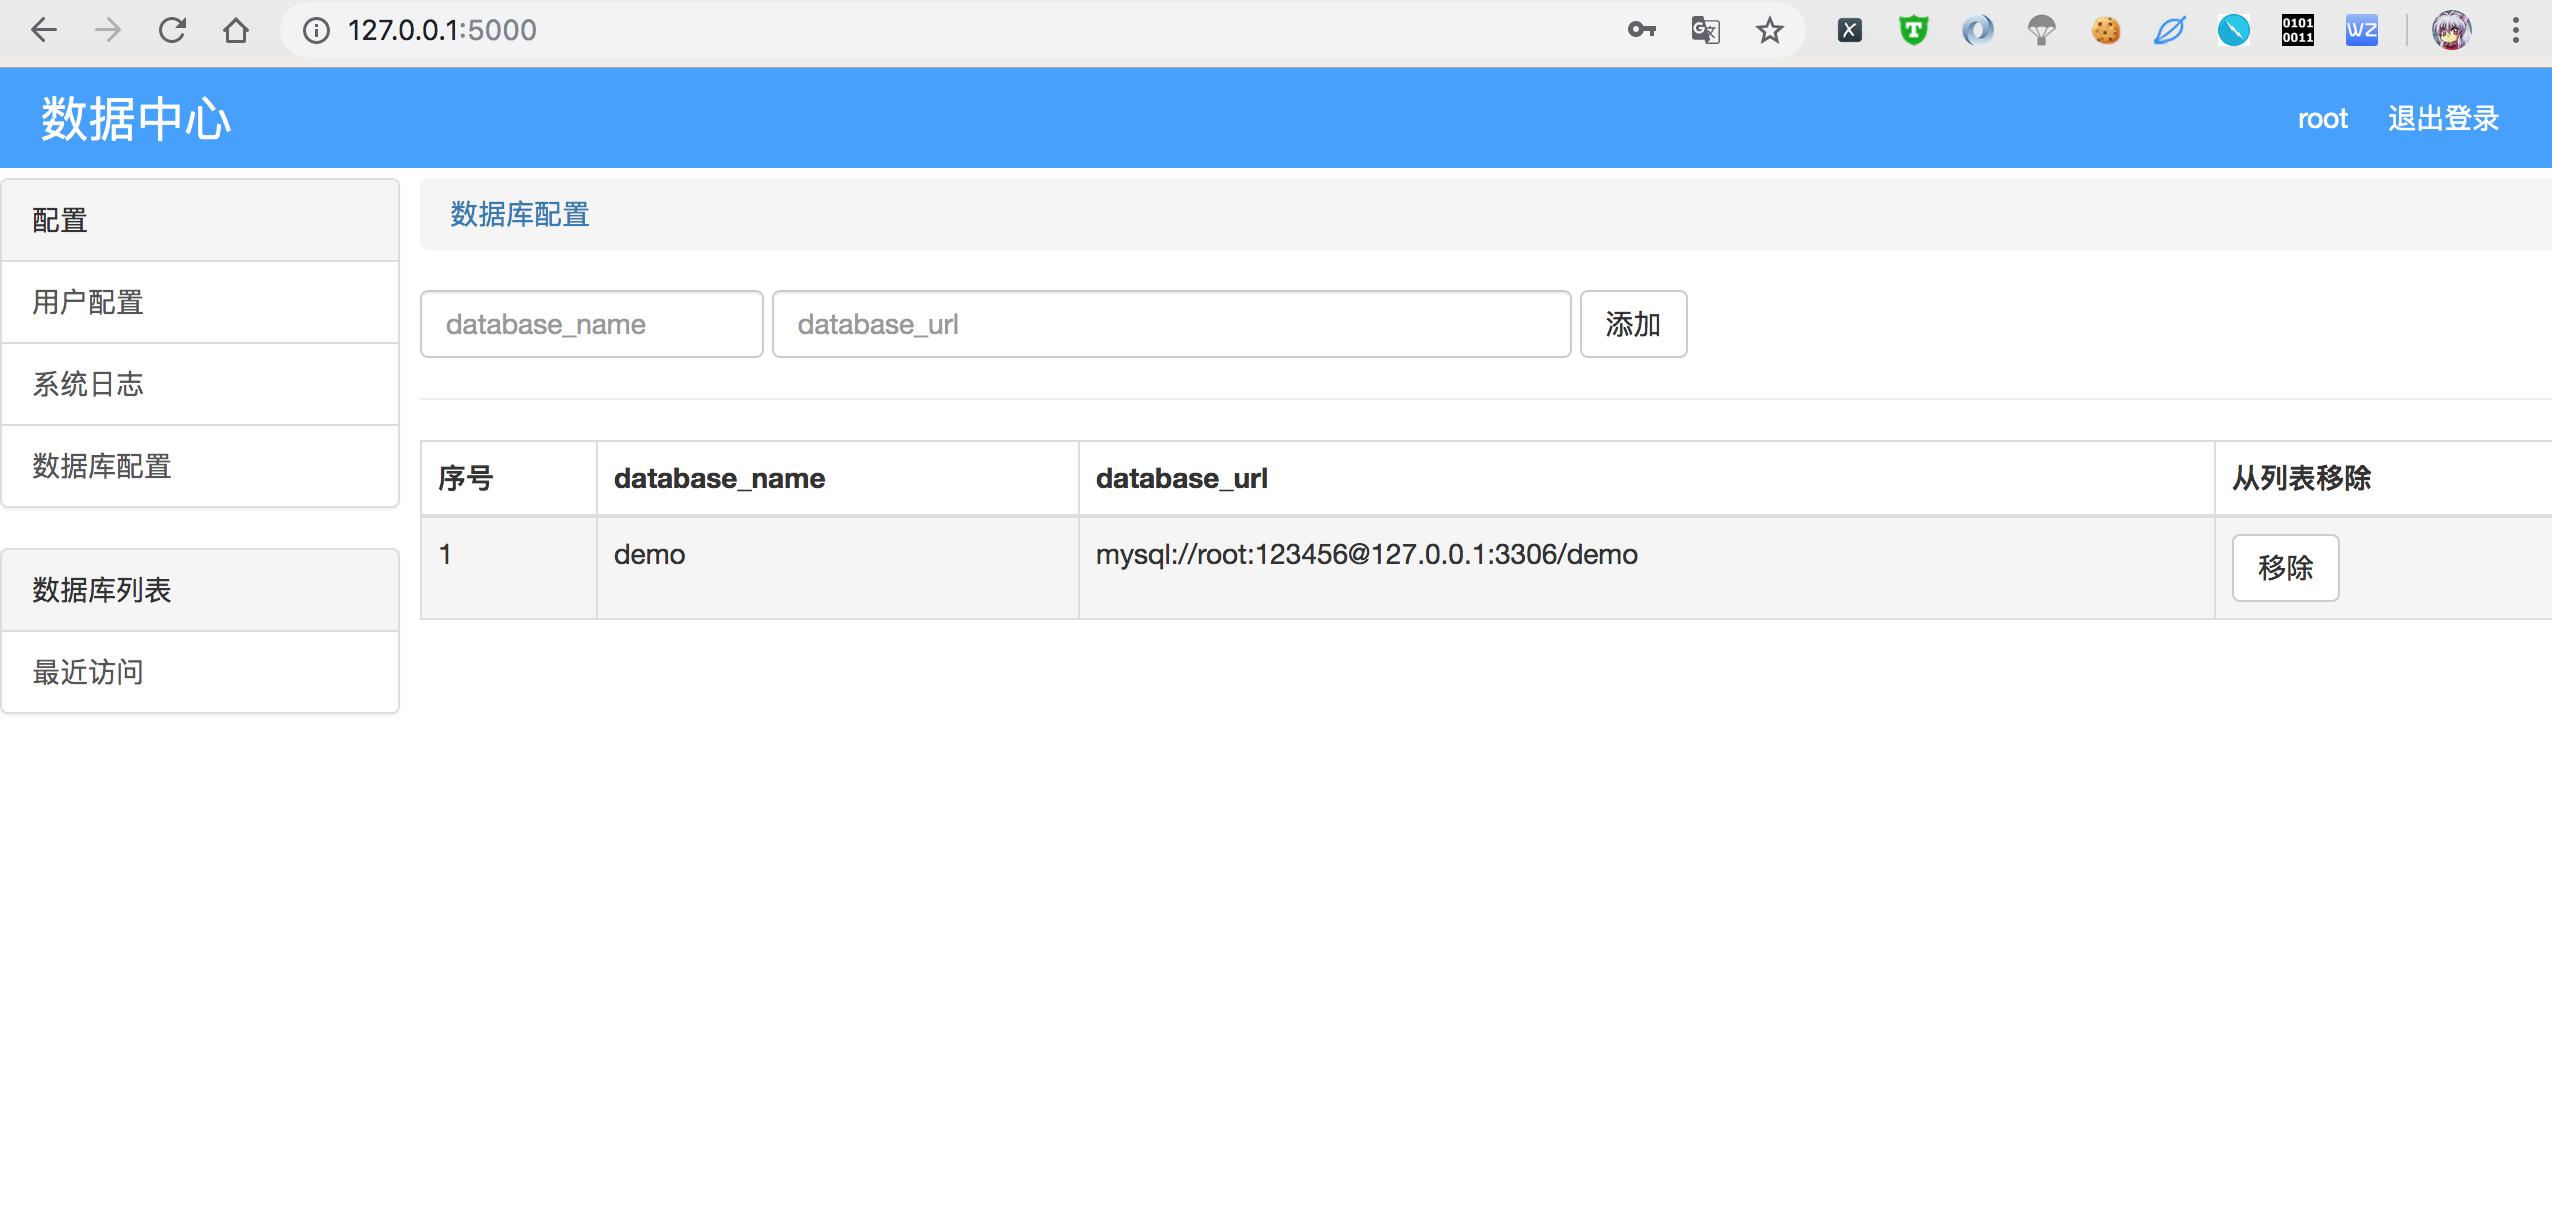 127.0.0.1:5000
X
T
G
0101
0011
WZ
数据中心
root 退出登录
配置
用户配置
系统日志
数据库配置
数据库列表
最近访问
数据库配置
database_name database_url 添加
序号 database_name database_url 从列表移除
1 demo mysql://root:123456@127.0.0.1:3306/demo 移除